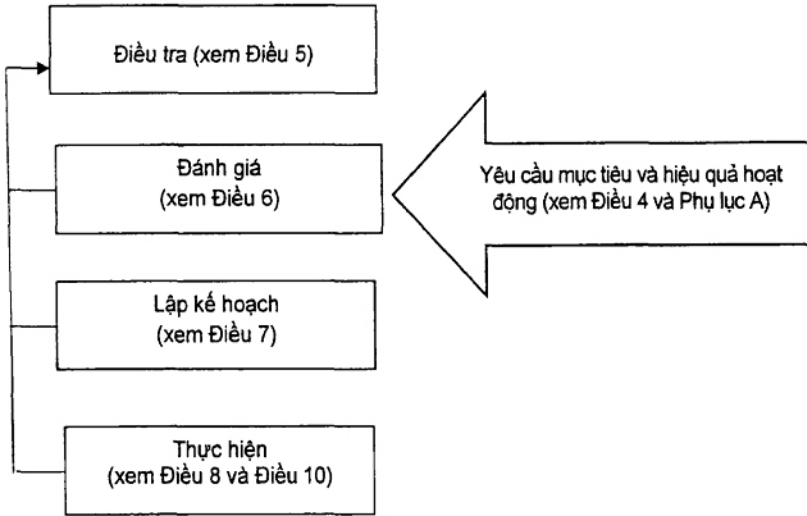 Điều tra (xem Điều 5)
Đánh giá
(xem Điều 6)
Yêu cầu mục tiêu và hiệu quả hoạt
động (xem Điều 4 và Phụ lục A)
Lập kế hoạch
(xem Điều 7)
Thực hiện
(xem Điều 8 và Điều 10)